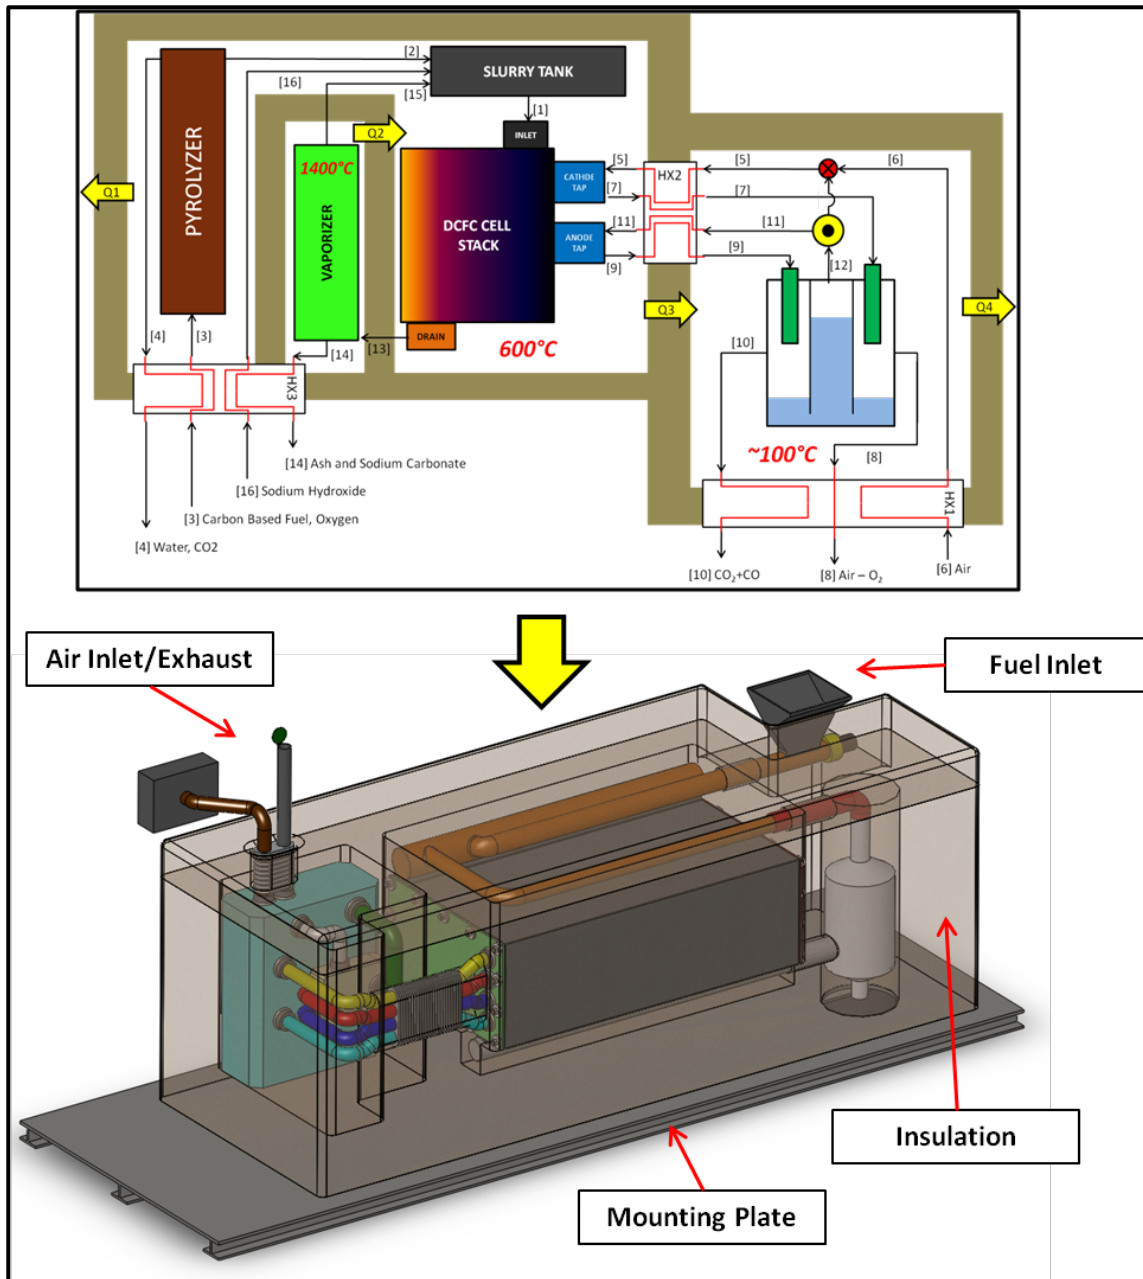 [2]
SLURRY TANK
[16]
[15]
[1]
PYROLYZER
Q2
INLET
1400°C
[5]
HX2
[5]
[6]
CATHDE
TAP
Q1
[7]
[7]
VAPORIZER
DCFC CELL
STACK
[11]
[11]
ANODE
TAP
[9]
[9]
[12]
Q3
Q4
[4]
[3]
DRAIN
[14]
[13]
600°C
[10]
HX3
~100°C
[8]
[14] Ash and Sodium Carbonate
[16] Sodium Hydroxide
HX1
[3] Carbon Based Fuel, Oxygen
[4] Water, CO2
[10] CO₂+CO
[8] Air – O₂
[6] Air
Air Inlet/Exhaust
Fuel Inlet
Insulation
Mounting Plate